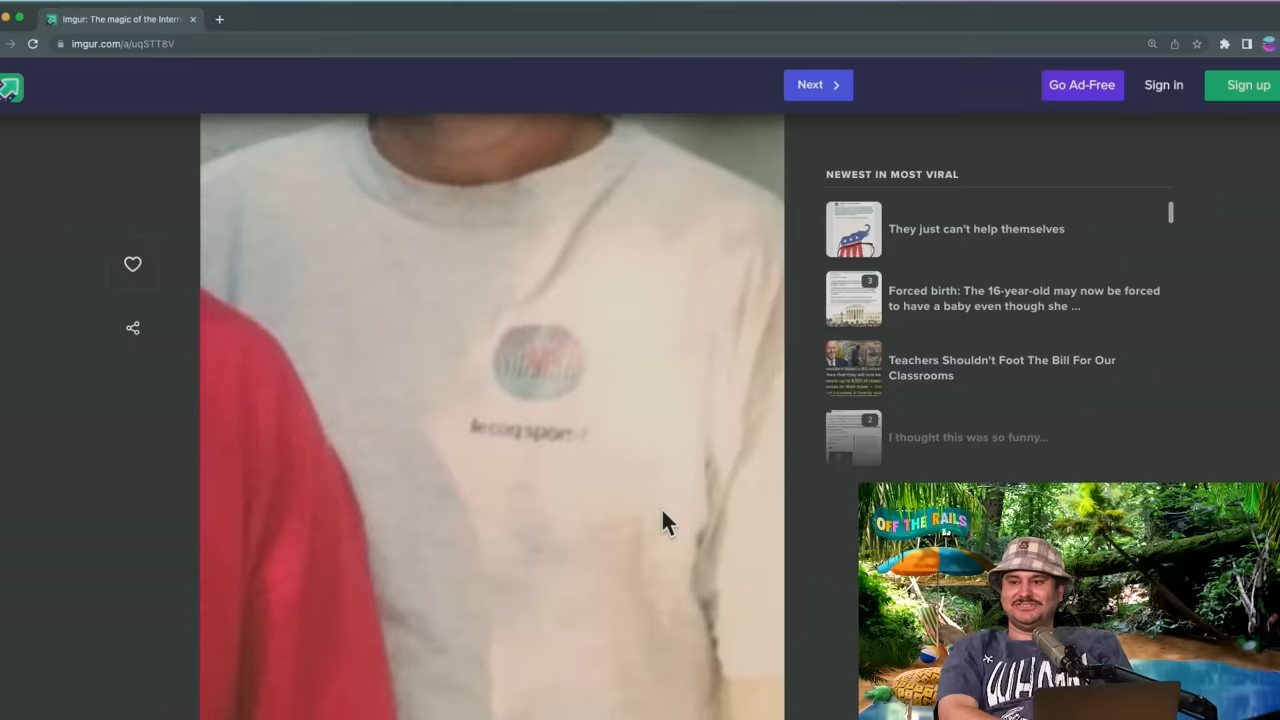 Imgur: The magic of the Intern
imgur.com/a/uqSTT8V
Next
Go Ad-Free
Sign in
Sign up
NEWEST IN MOST VIRAL
They just can't help themselves
3
Forced birth: The 16-year-old may now be forced
to have a baby even though she ...
Teachers Shouldn't Foot The Bill For Our
Classrooms
2
I thought this was so funny...
lecoqsportif
OFF THE RAILS